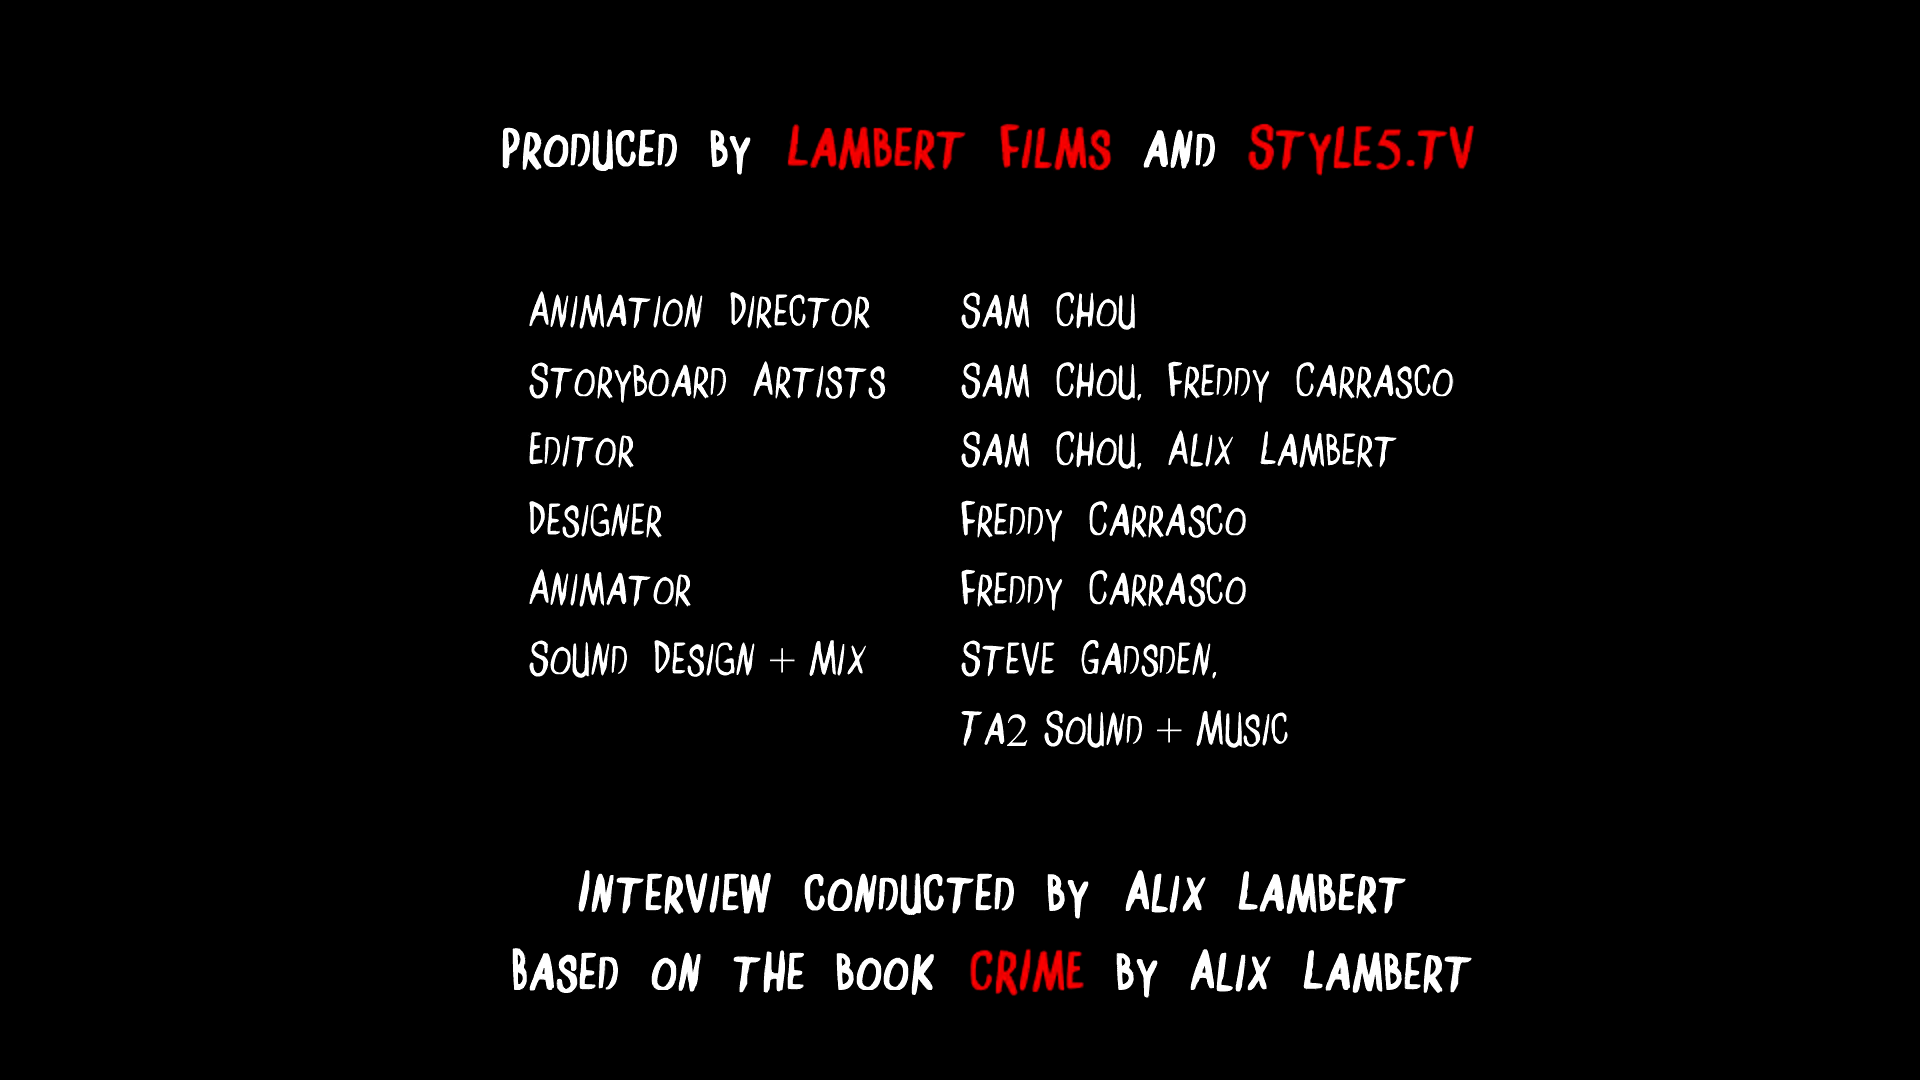 PRODUCED BY LAMBERT FILMS AND STYLE5.TV
ANIMATION DIRECTOR SAM CHOU
STORYBOARD ARTISTS SAM CHOU, FREDDY CARRASCO
EDITOR SAM CHOU, ALIX LAMBERT
DESIGNER FREDDY CARRASCO
ANIMATOR FREDDY CARRASCO
SOUND DESIGN + MIX STEVE GADSDEN,
TA2 SOUND + MUSIC
INTERVIEW CONDUCTED BY ALIX LAMBERT
BASED ON THE BOOK CRIME BY ALIX LAMBERT